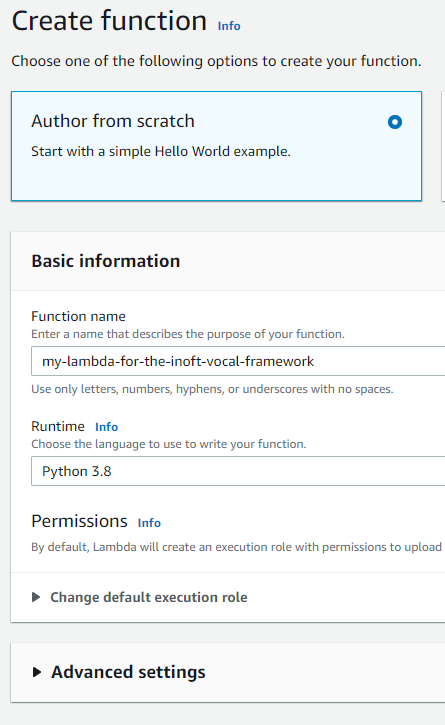 Create function Info
Choose one of the following options to create your function.
Author from scratch
Start with a simple Hello World example.
Basic information
Function name
Enter a name that describes the purpose of your function.
my-lambda-for-the-inoft-vocal-framework
Use only letters, numbers, hyphens, or underscores with no spaces.
Runtime Info
Choose the language to use to write your function.
Python 3.8
Permissions Info
By default, Lambda will create an execution role with permissions to upload
Change default execution role
Advanced settings